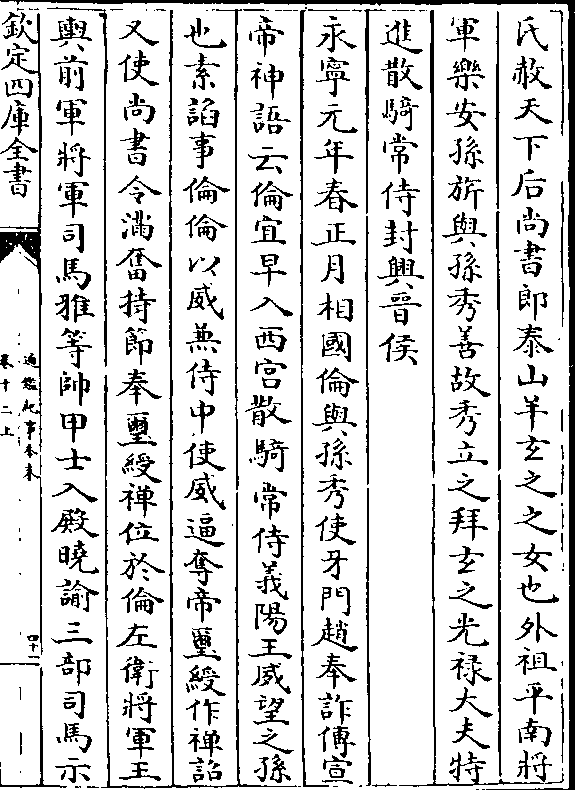 氏赦天下后尚書郎泰山羊玄之之女也外祖平南將
軍樂安孫旂與孫秀善故秀立之拜玄之光禄大夫特
進散騎常侍封興晉侯
永寧元年春正月相國倫與孫秀使牙門趙奉詐傳宣
帝神語云倫宜早入西宫散騎常侍義陽王威望之孫
也素諂事倫倫以威兼侍中使威逼奪帝璽綬作禅詔
又使尚書令滿奮持節奉璽綬禅位於倫左衛將軍王
輿前軍將軍司馬雅等帥甲士入殿曉諭三部司馬示
欽定四庫全書
通鑑紀事本末
卷十二上
四十一